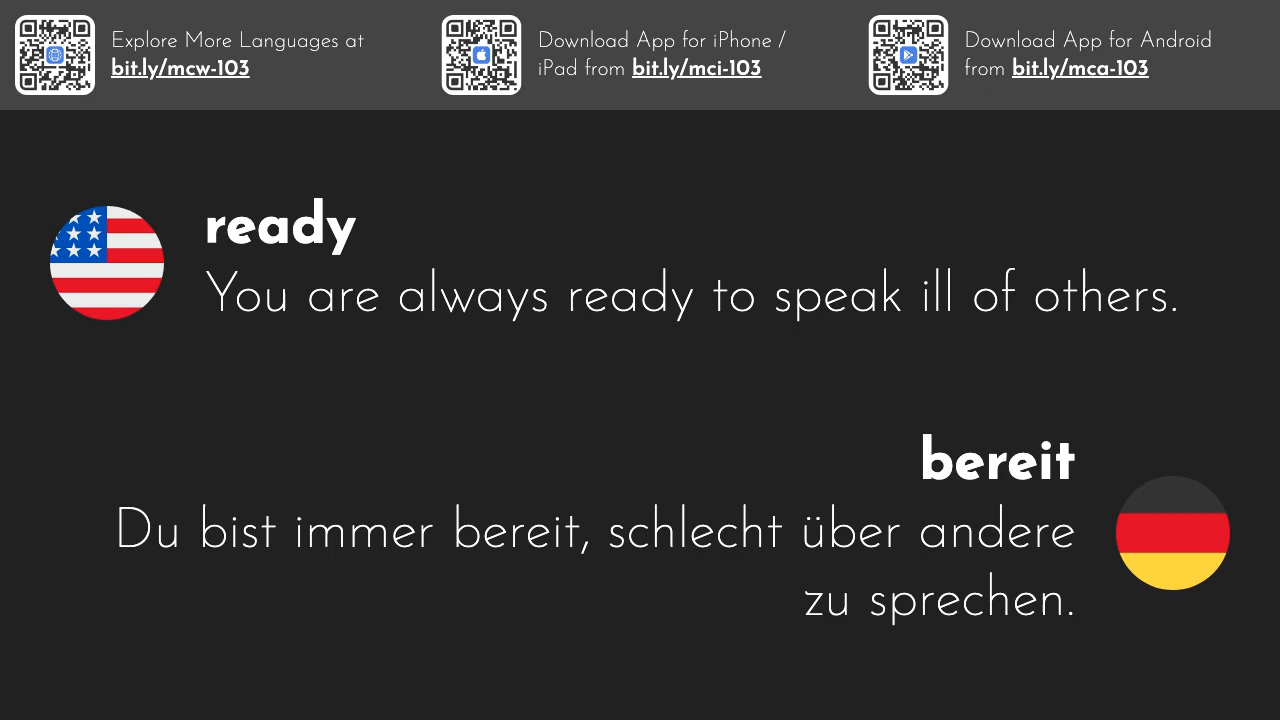 Explore More Languages at
bit.ly/mcw-103
Download App for iPhone /
iPad from bit.ly/mci-103
Download App for Android
from bit.ly/mca-103
ready
You are always ready to speak ill of others.
bereit
Du bist immer bereit, schlecht über andere
zu sprechen.